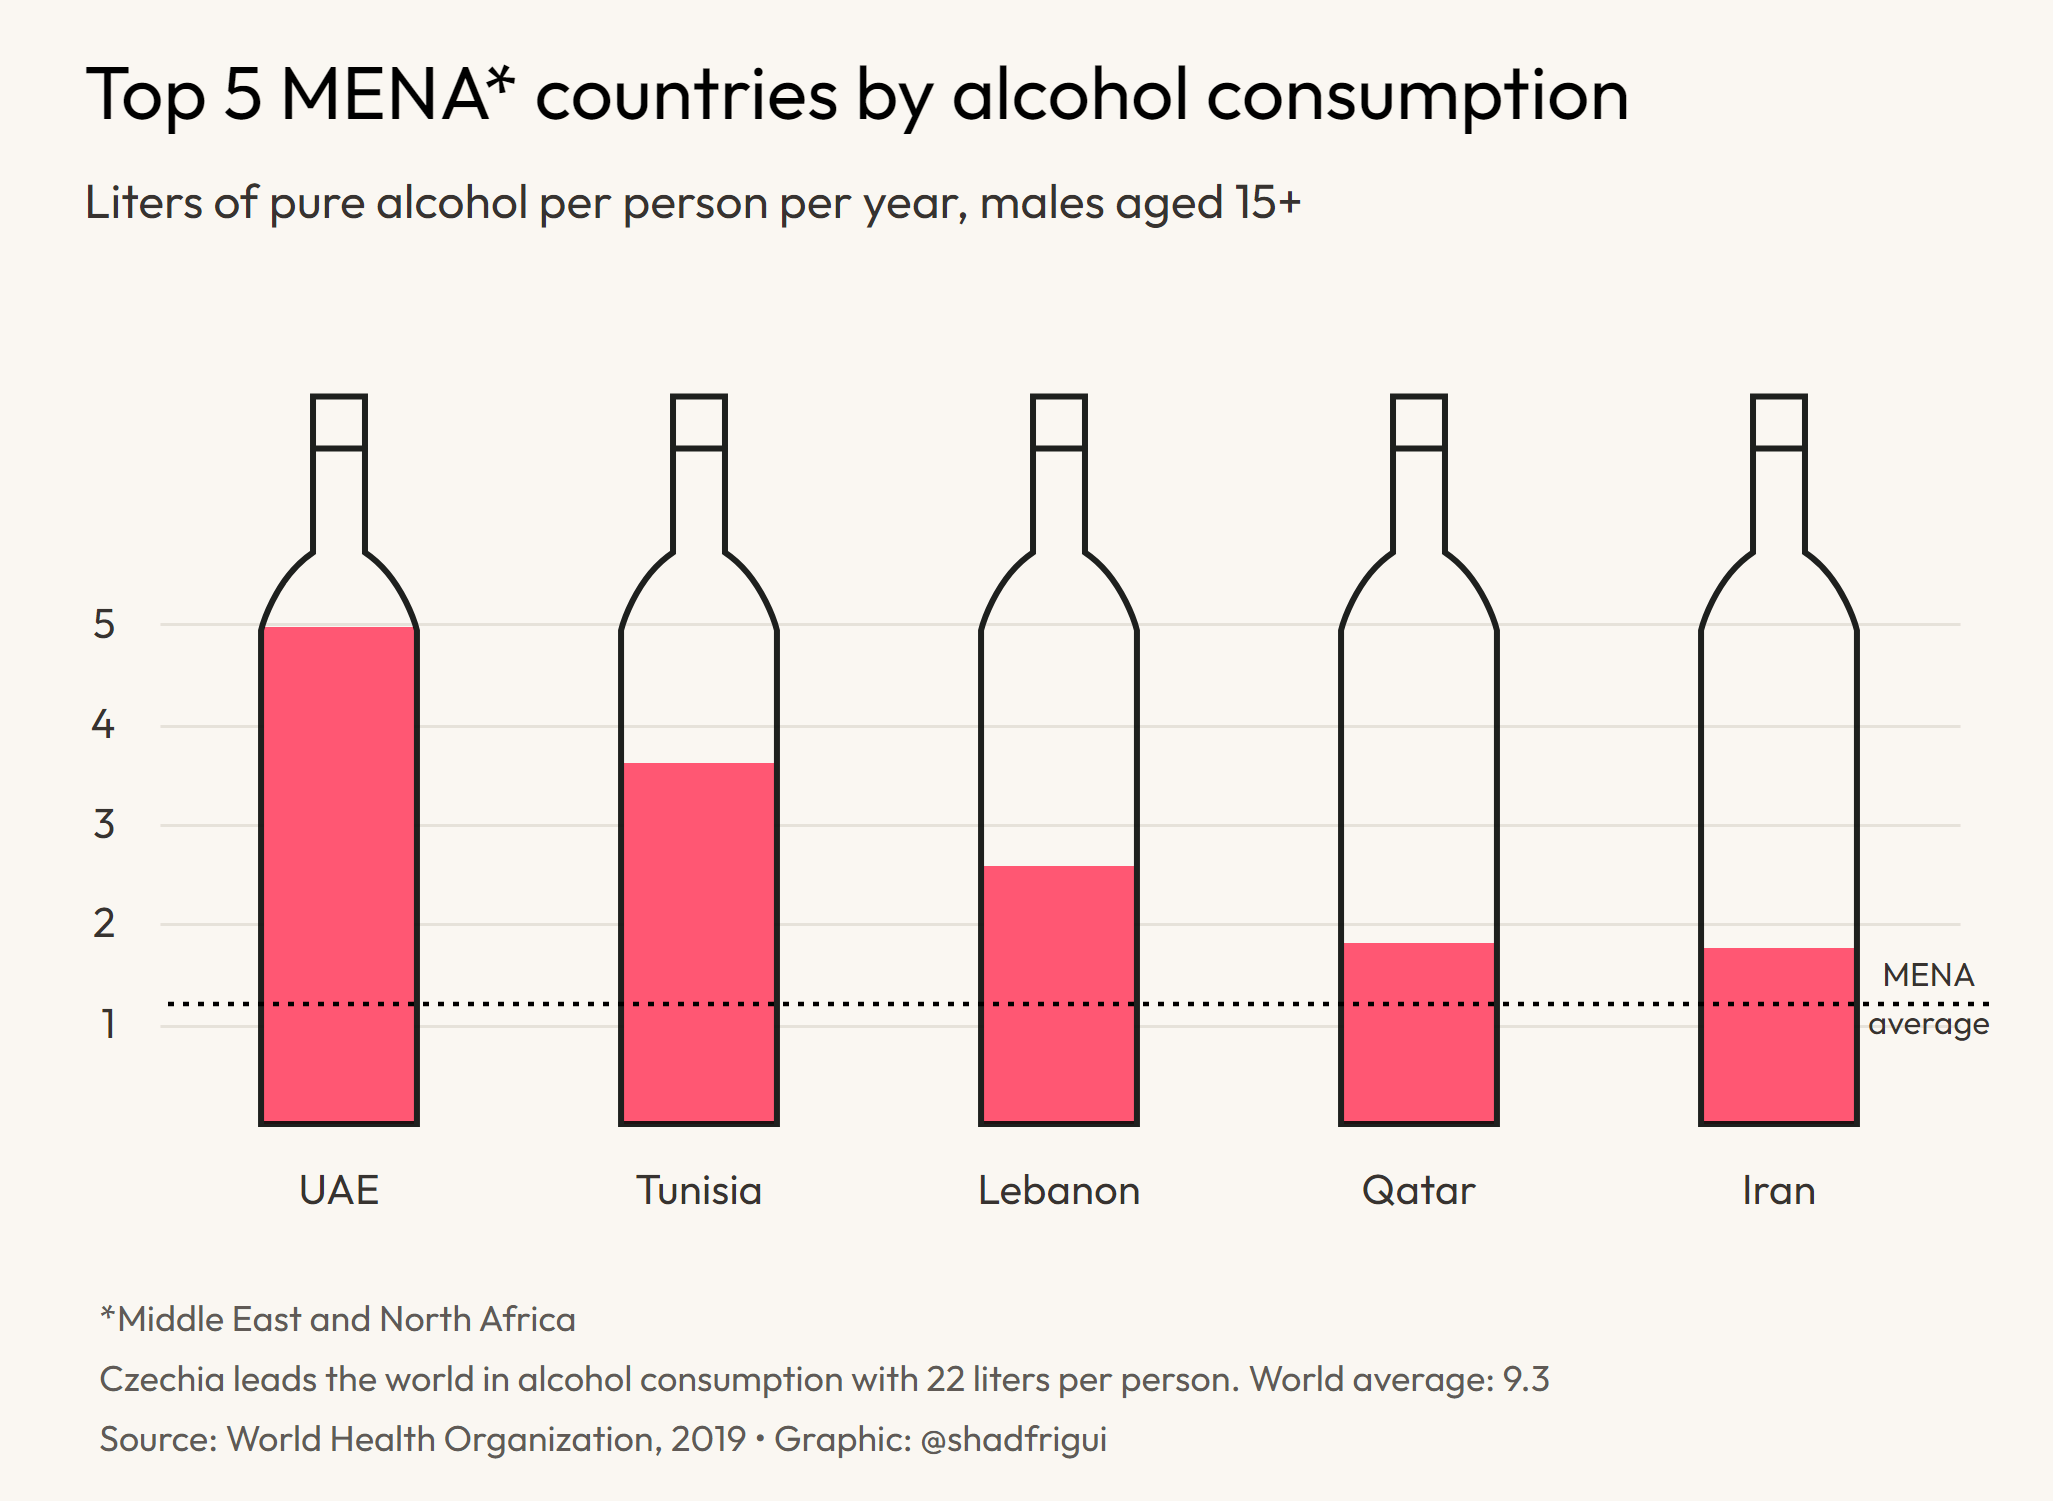 Top 5 MENA* countries by alcohol consumption
Liters of pure alcohol per person per year, males aged 15+
5
4
3
2
1
MENA
average
UAE
Tunisia
Lebanon
Qatar
Iran
*Middle East and North Africa
Czechia leads the world in alcohol consumption with 22 liters per person. World average: 9.3
Source: World Health Organization, 2019 • Graphic: @shadfrigui